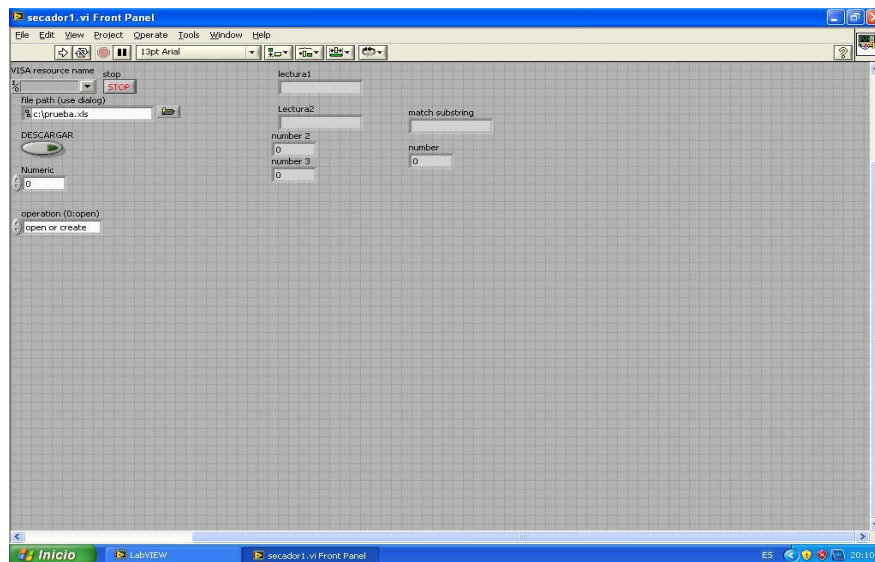 secador1.vi Front Panel
File Edit View Project Operate Tools Window Help
13pt Arial
VISA resource name
stop
STOP
file path (use dialog)
c:\prueba.xls
DESCARGAR
Numeric
0
operation (0:open)
open or create
lectura1
Lectura2
number 2
0
number 3
0
match substring
number
0
Inicio
LabVIEW
secador1.vi Front Panel
ES
20:10